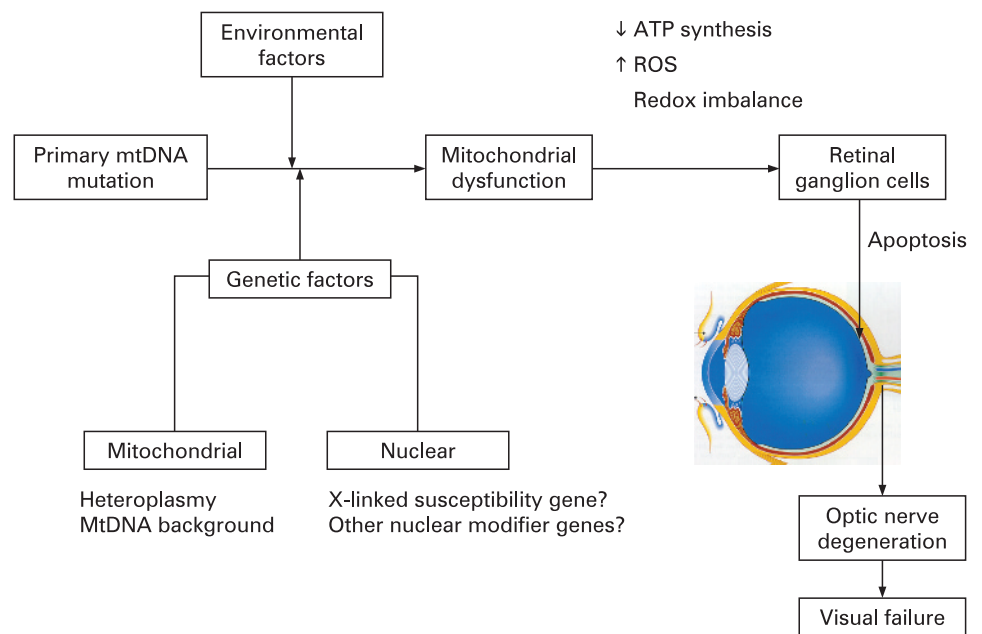 Environmental
factors
↓ ATP synthesis
↑ ROS
Redox imbalance
Primary mtDNA
mutation
Mitochondrial
dysfunction
Retinal
ganglion cells
Apoptosis
Genetic factors
Mitochondrial
Nuclear
Heteroplasmy
MtDNA background
X-linked susceptibility gene?
Other nuclear modifier genes?
Optic nerve
degeneration
Visual failure